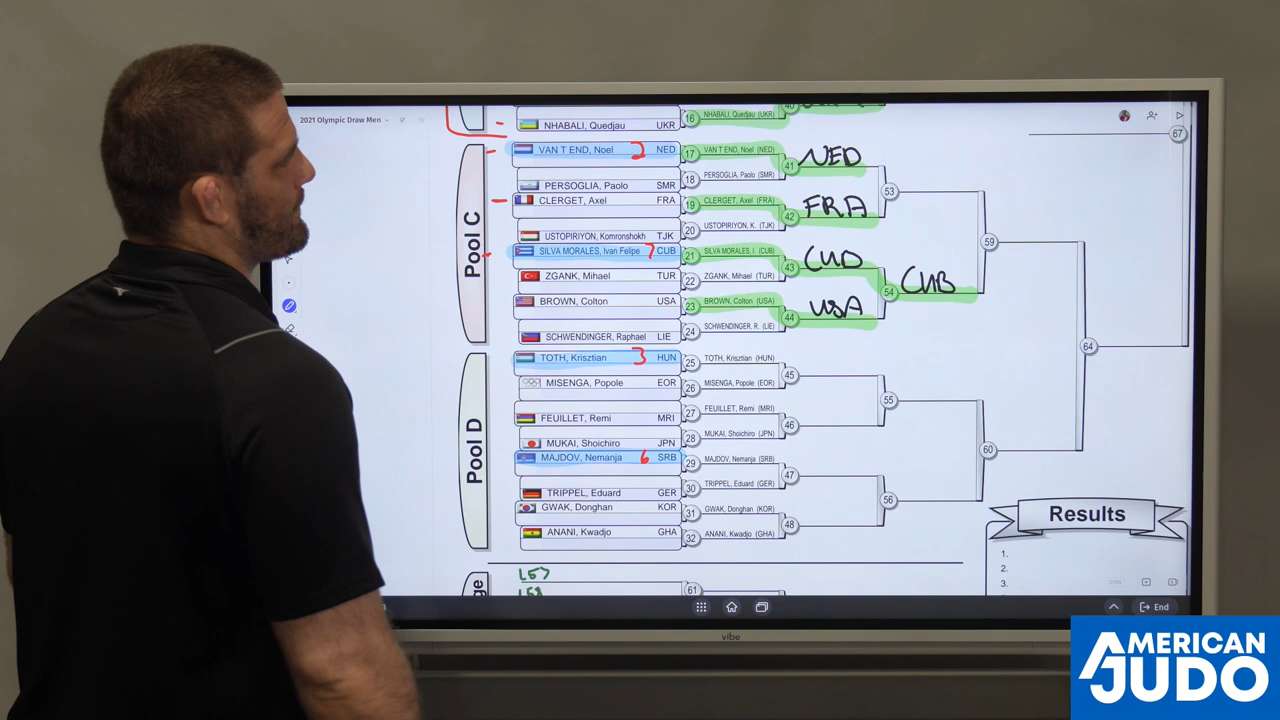 2021 Olympic Draw Men
NHABALI, Quedjau UKR
16 NHABALI, Quedjau (UKR)
67
Pool C
VAN T END, Noel 2 NED
17 VAN T END, Noel (NED)
41 NED
PERSOGLIA, Paolo SMR
18 PERSOGLIA, Paolo (SMR)
53
CLERGET, Axel FRA
19 CLERGET, Axel (FRA)
42 FRA
USTOPIRIYON, Komronshokh TJK
20 USTOPIRIYON, K. (TJK)
59
SILVA MORALES, Ivan Felipe 7 CUB
21 SILVA MORALES, I. (CUB)
43 CUB
ZGANK, Mihael TUR
22 ZGANK, Mihael (TUR)
54 CUB
BROWN, Colton USA
23 BROWN, Colton (USA)
44 USA
SCHWENDINGER, Raphael LIE
24 SCHWENDINGER, R. (LIE)
64
Pool D
TOTH, Krisztian 3 HUN
25 TOTH, Krisztian (HUN)
45
MISENGA, Popole EOR
26 MISENGA, Popole (EOR)
55
FEUILLET, Remi MRI
27 FEUILLET, Remi (MRI)
46
MUKAI, Shoichiro JPN
28 MUKAI, Shoichiro (JPN)
60
MAJDOV, Nemanja 6 SRB
29 MAJDOV, Nemanja (SRB)
47
TRIPPEL, Eduard GER
30 TRIPPEL, Eduard (GER)
56
GWAK, Donghan KOR
31 GWAK, Donghan (KOR)
48
ANANI, Kwadjo GHA
32 ANANI, Kwadjo (GHA)
Results
1.
2.
3.
L57
L58
61
End
vibe
AMERICAN
JUDO